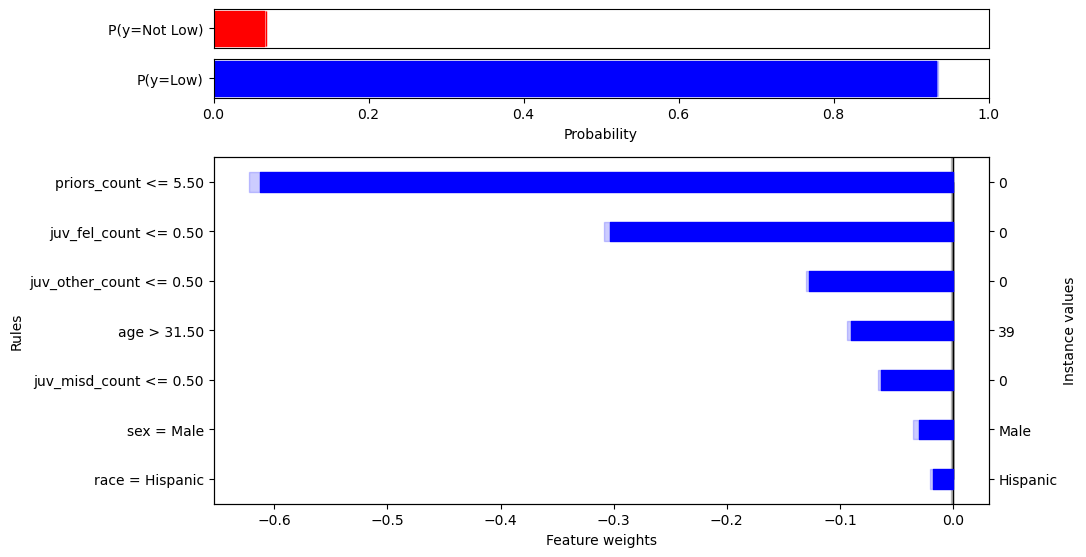 P(y=Not Low)
P(y=Low)
0.0 0.2 0.4 0.6 0.8 1.0
Probability
Rules
priors_count <= 5.50 0
juv_fel_count <= 0.50 0
juv_other_count <= 0.50 0
age > 31.50 39
juv_misd_count <= 0.50 0
sex = Male Male
race = Hispanic Hispanic
Instance values
−0.6 −0.5 −0.4 −0.3 −0.2 −0.1 0.0
Feature weights